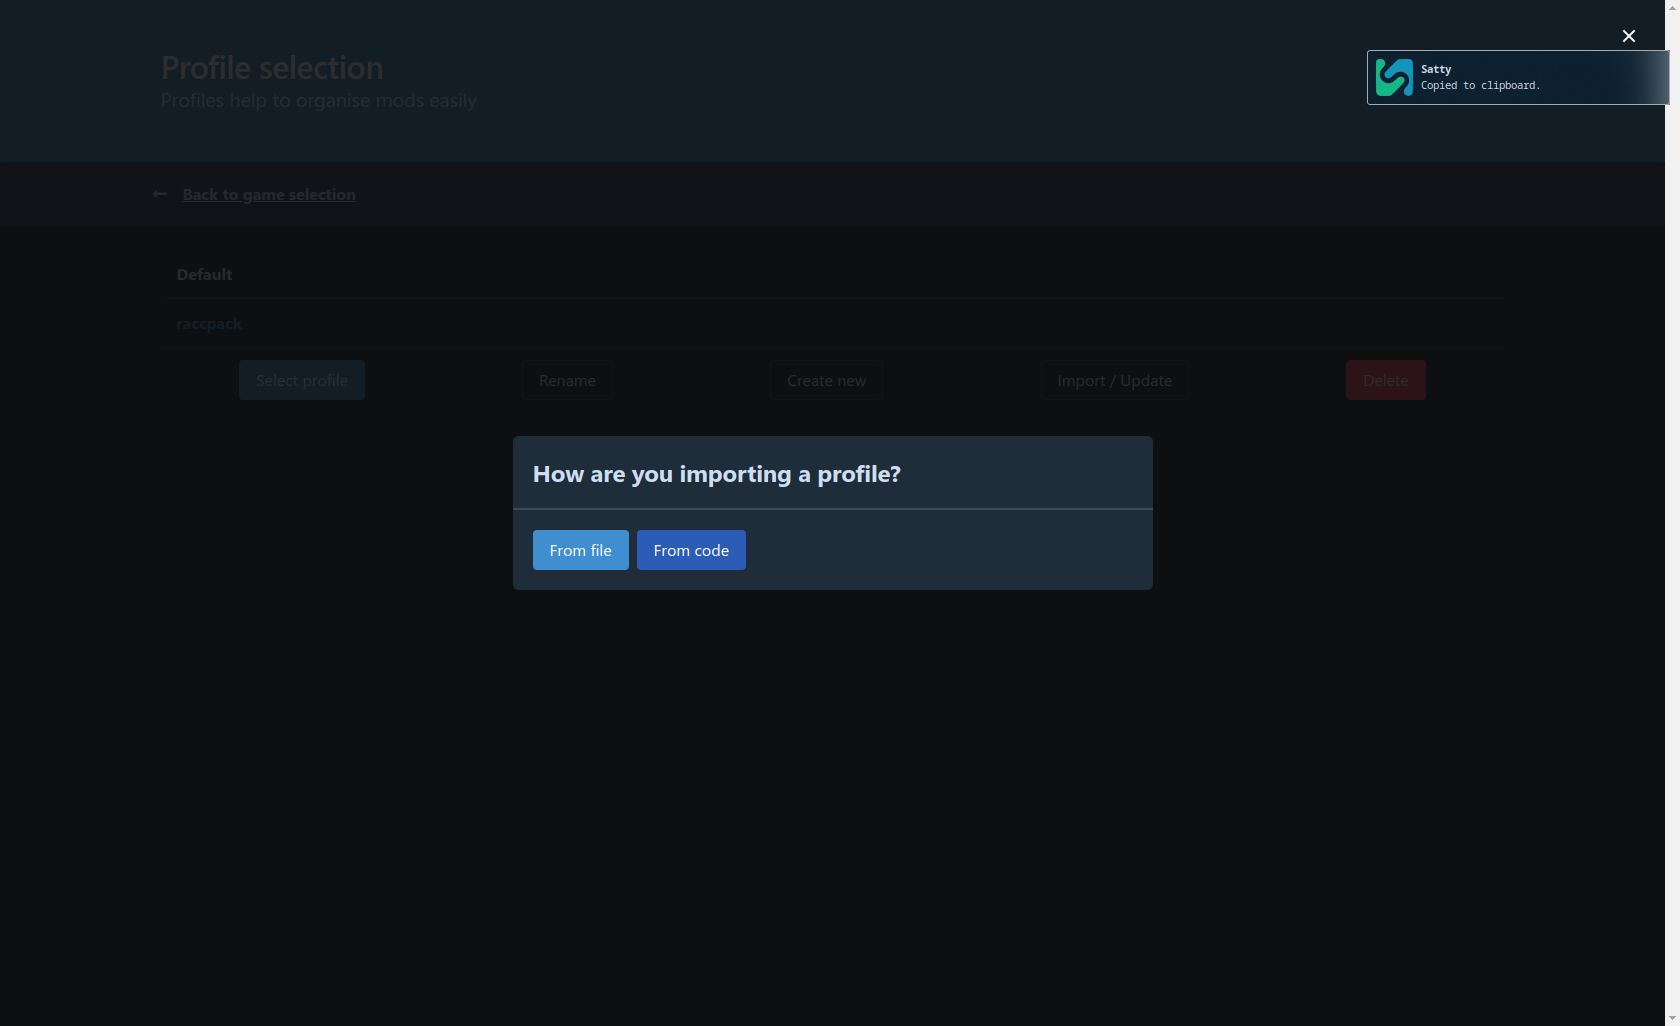 Profile selection
Profiles help to organise mods easily
Satty
Copied to clipboard.
Back to game selection
Default
raccpack
Select profile
Rename
Create new
Import / Update
Delete
How are you importing a profile?
From file
From code